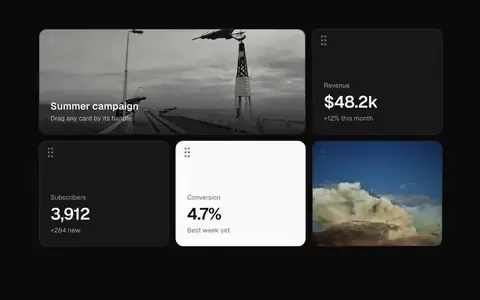 Summer campaign
Drag any card by its handle
Revenue
$48.2k
+12% this month
Subscribers
3,912
+284 new
Conversion
4.7%
Best week yet